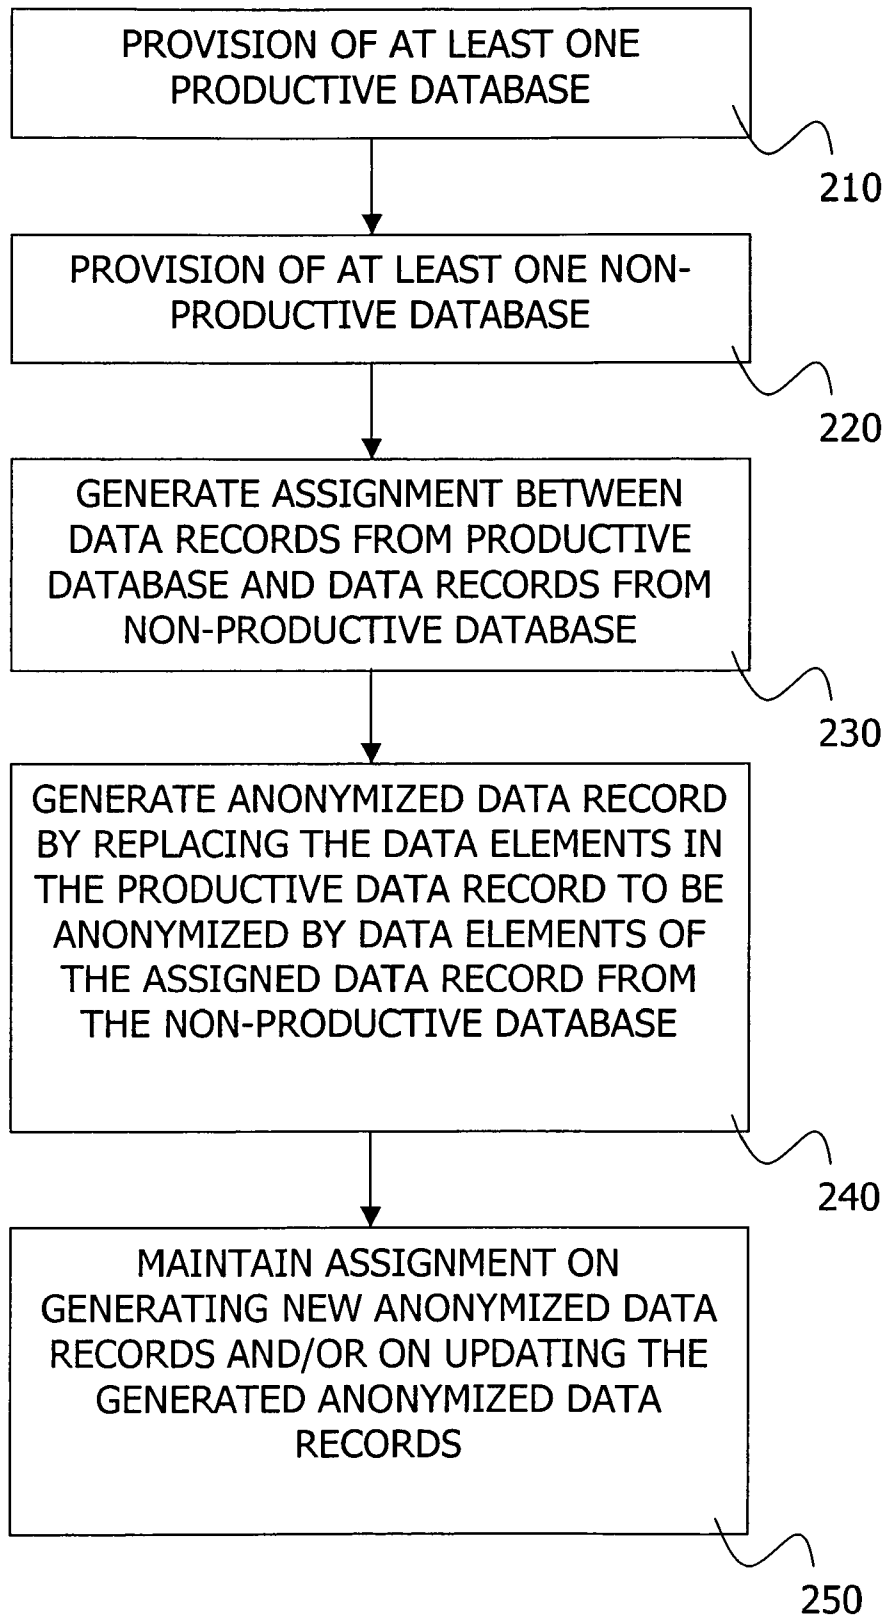 PROVISION OF AT LEAST ONE
PRODUCTIVE DATABASE
210
PROVISION OF AT LEAST ONE NON-
PRODUCTIVE DATABASE
220
GENERATE ASSIGNMENT BETWEEN
DATA RECORDS FROM PRODUCTIVE
DATABASE AND DATA RECORDS FROM
NON-PRODUCTIVE DATABASE
230
GENERATE ANONYMIZED DATA RECORD
BY REPLACING THE DATA ELEMENTS IN
THE PRODUCTIVE DATA RECORD TO BE
ANONYMIZED BY DATA ELEMENTS OF
THE ASSIGNED DATA RECORD FROM
THE NON-PRODUCTIVE DATABASE
240
MAINTAIN ASSIGNMENT ON
GENERATING NEW ANONYMIZED DATA
RECORDS AND/OR ON UPDATING THE
GENERATED ANONYMIZED DATA
RECORDS
250